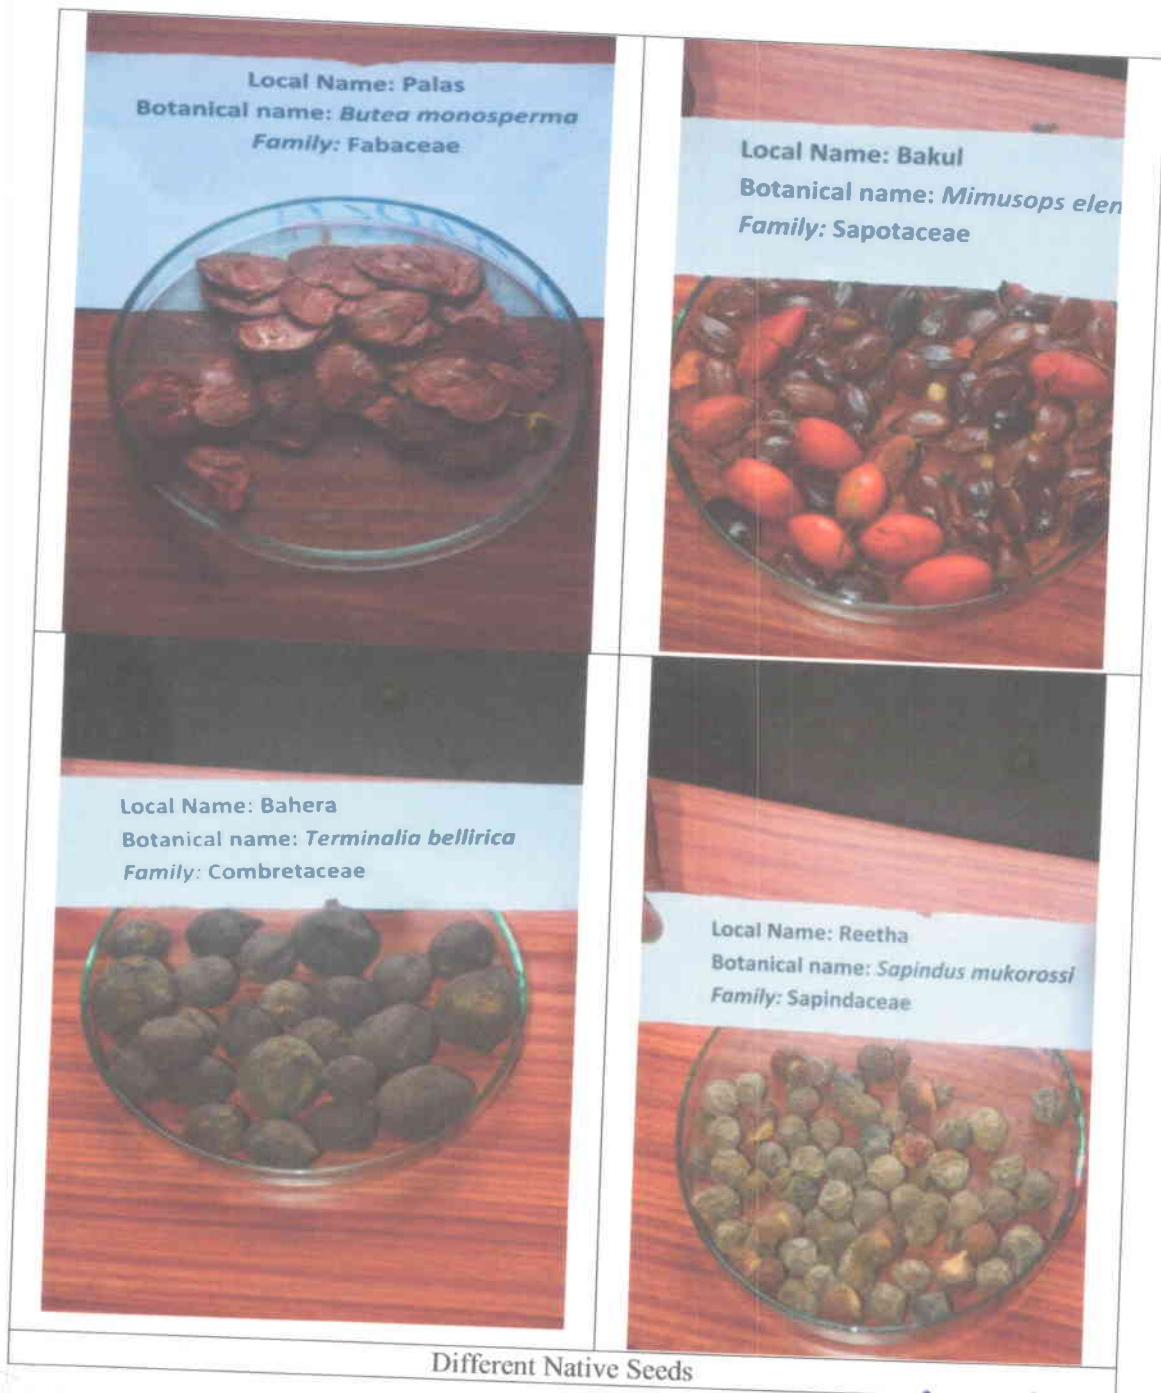 Local Name: Palas
Botanical name: Butea monosperma
Family: Fabaceae
Local Name: Bakul
Botanical name: Mimusops elen
Family: Sapotaceae
Local Name: Bahera
Botanical name: Terminalia bellirica
Family: Combretaceae
Local Name: Reetha
Botanical name: Sapindus mukorossi
Family: Sapindaceae
Different Native Seeds